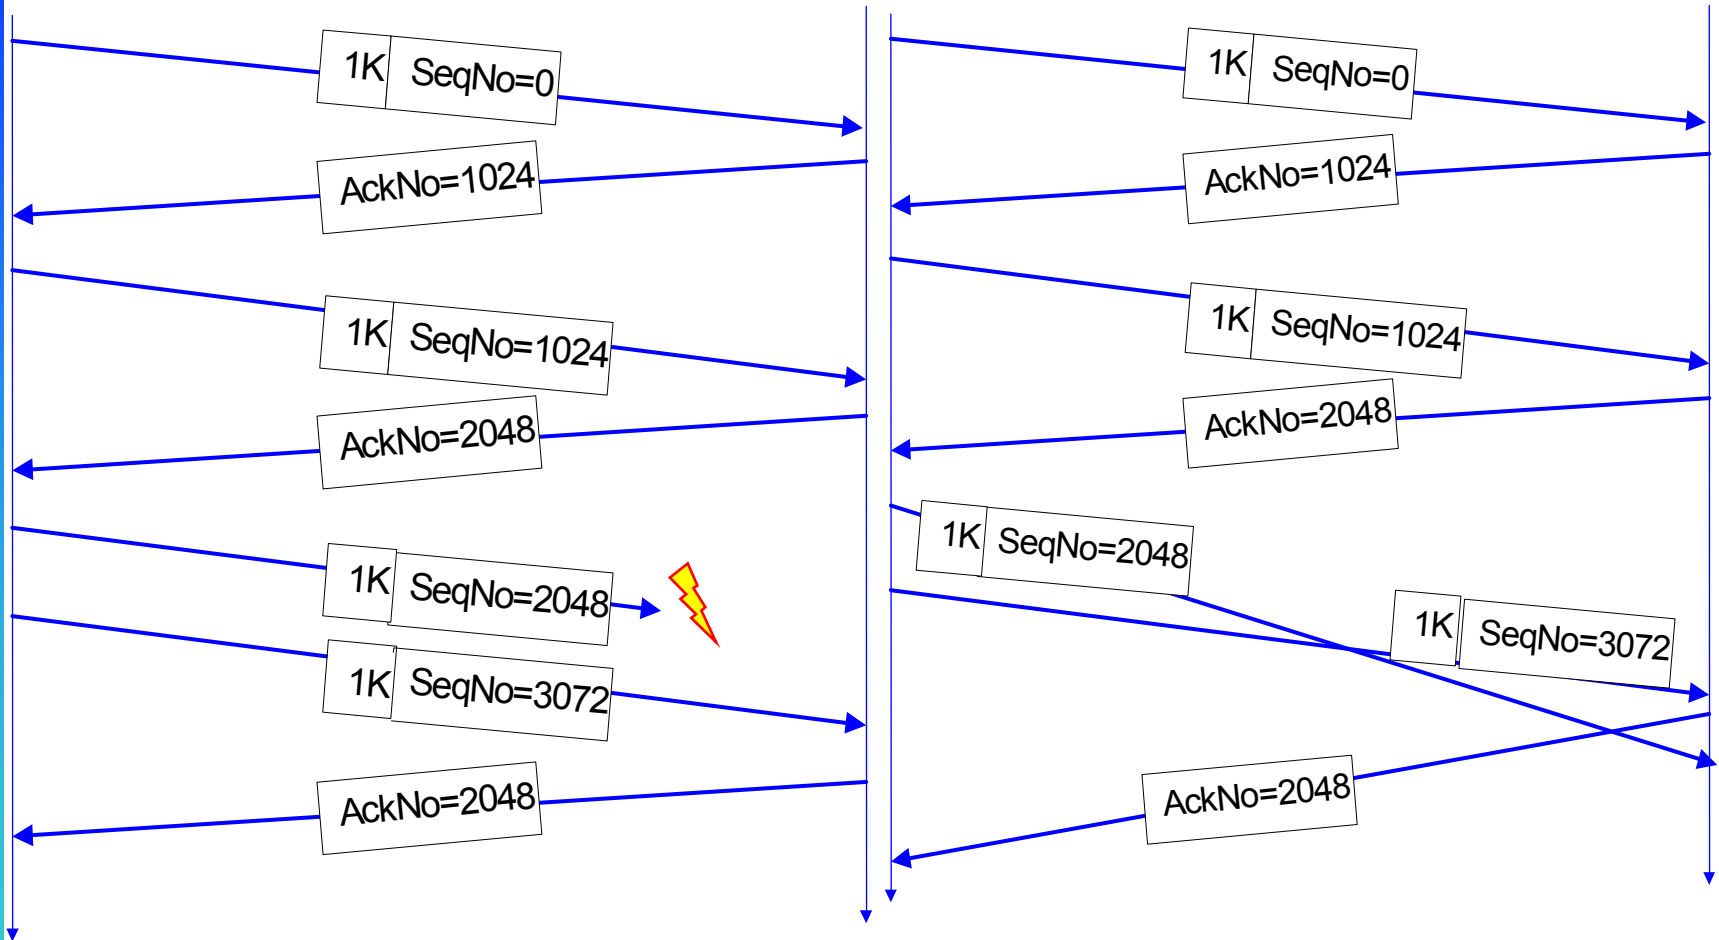 1K SeqNo=0
AckNo=1024
1K SeqNo=1024
AckNo=2048
1K SeqNo=2048
1K SeqNo=3072
AckNo=2048
1K SeqNo=0
AckNo=1024
1K SeqNo=1024
AckNo=2048
1K SeqNo=2048
1K SeqNo=3072
AckNo=2048